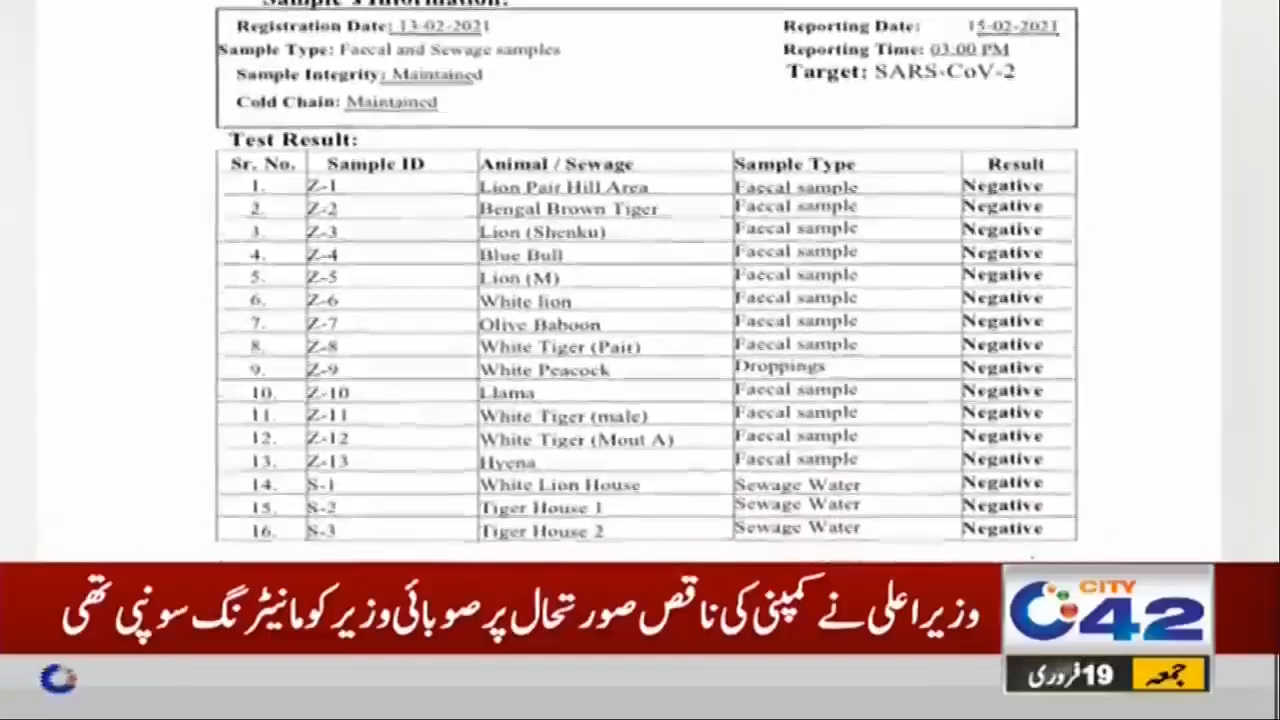 Sample's Information:
Registration Date: 13-02-2021 Reporting Date: 15-02-2021
Sample Type: Faecal and Sewage samples Reporting Time: 03:00 PM
Sample Integrity: Maintained Target: SARS-CoV-2
Cold Chain: Maintained
Test Result:
Sr. No. Sample ID Animal / Sewage Sample Type Result
1. Z-1 Lion Pair Hill Area Faecal sample Negative
2. Z-2 Bengal Brown Tiger Faecal sample Negative
3. Z-3 Lion (Shenku) Faecal sample Negative
4. Z-4 Blue Bull Faecal sample Negative
5. Z-5 Lion (M) Faecal sample Negative
6. Z-6 White lion Faecal sample Negative
7. Z-7 Olive Baboon Faecal sample Negative
8. Z-8 White Tiger (Pair) Faecal sample Negative
9. Z-9 White Peacock Droppings Negative
10. Z-10 Llama Faecal sample Negative
11. Z-11 White Tiger (male) Faecal sample Negative
12. Z-12 White Tiger (Mout A) Faecal sample Negative
13. Z-13 Hyena Faecal sample Negative
14. S-1 White Lion House Sewage Water Negative
15. S-2 Tiger House 1 Sewage Water Negative
16. S-3 Tiger House 2 Sewage Water Negative
وزیراعلی نے کمپنی کی ناقص صورتحال پر صوبائی وزیر کو مانیٹرنگ سونپی تھی
CITY
42
جمعہ 19 فروری